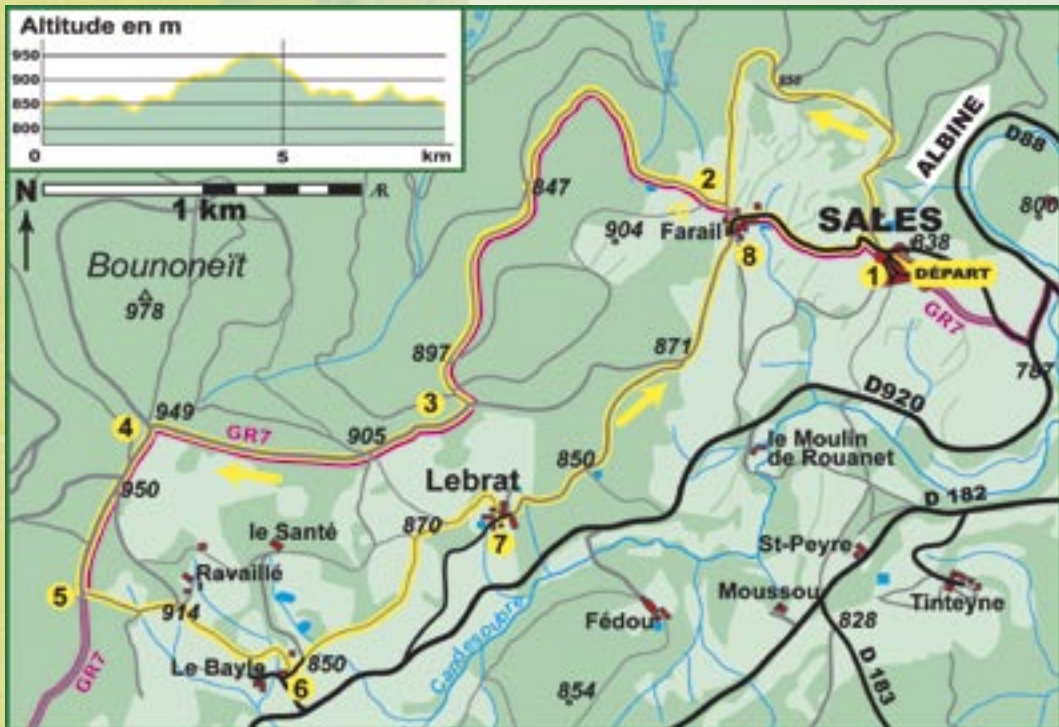 Altitude en m
950
900
850
800
0
5
km
N
1 km
Bounoneït
978
2
850
ALBINE
D88
800
847
904
Farail
8
SALES
838
1
DÉPART
GR7
787
897
3
871
D920
4
949
GR7
905
950
Lebrat
850
le Moulin
de Rouanet
D 182
870
7
le Santé
St-Peyre
5
Ravaillé
914
Moussou
Tinteyne
Fédou
828
Le Bayle
850
6
GR7
854
D 183